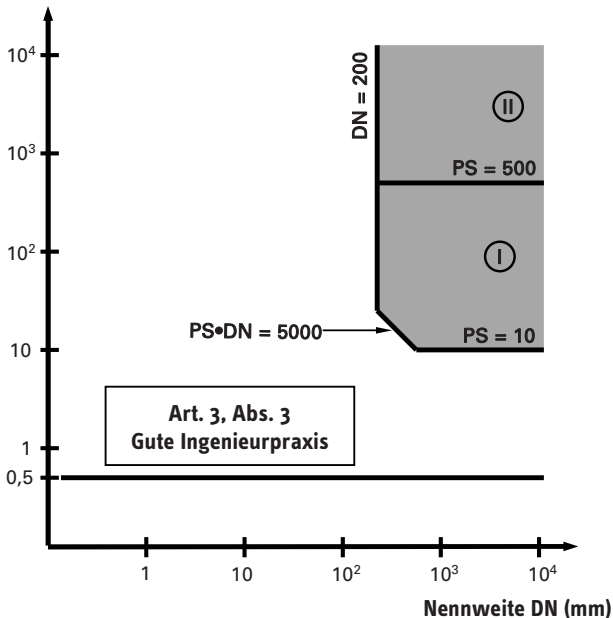 10⁴
DN = 200
II
10³
PS = 500
10²
I
PS•DN = 5000
PS = 10
10
Art. 3, Abs. 3
Gute Ingenieurpraxis
1
0,5
1
10
10²
10³
10⁴
Nennweite DN (mm)